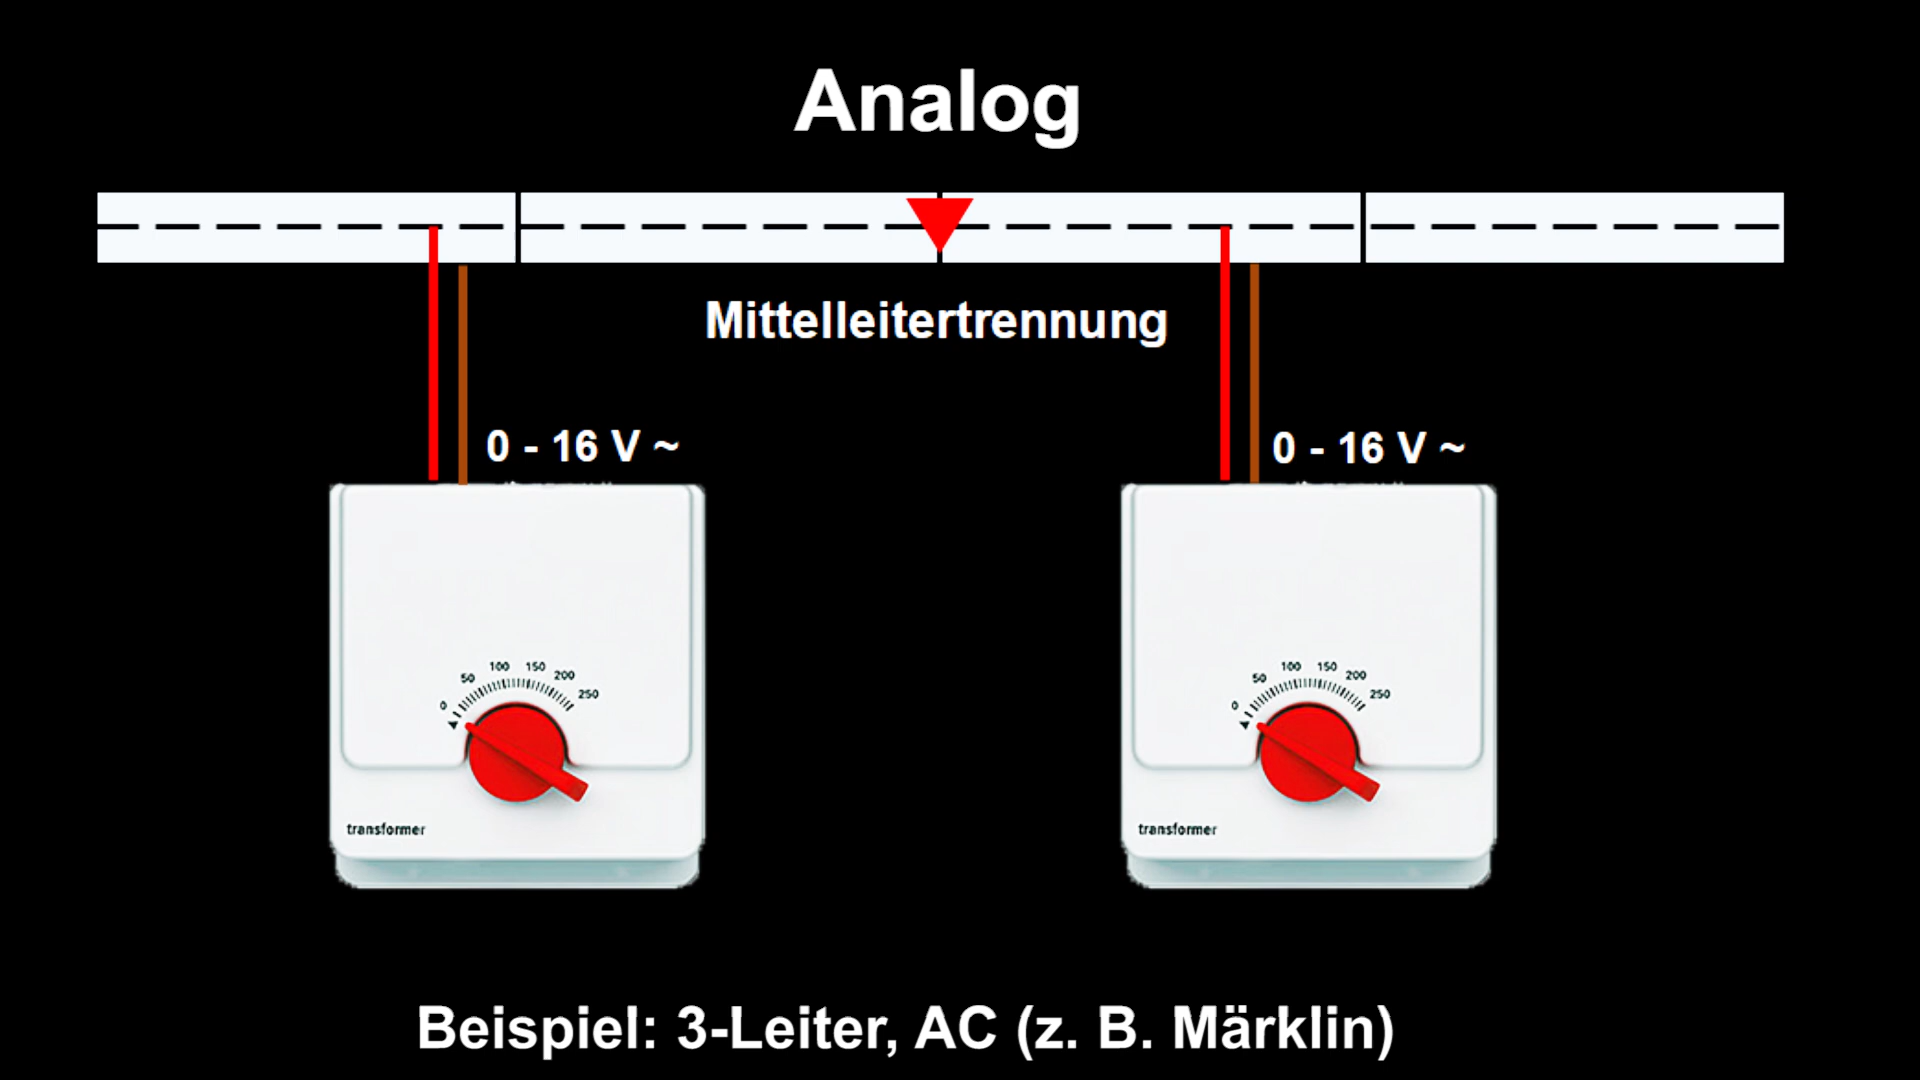 Analog
Mittelleitertrennung
0 - 16 V ~
0 - 16 V ~
0 50 100 150 200 250
0 50 100 150 200 250
transformer
transformer
Beispiel: 3-Leiter, AC (z. B. Märklin)